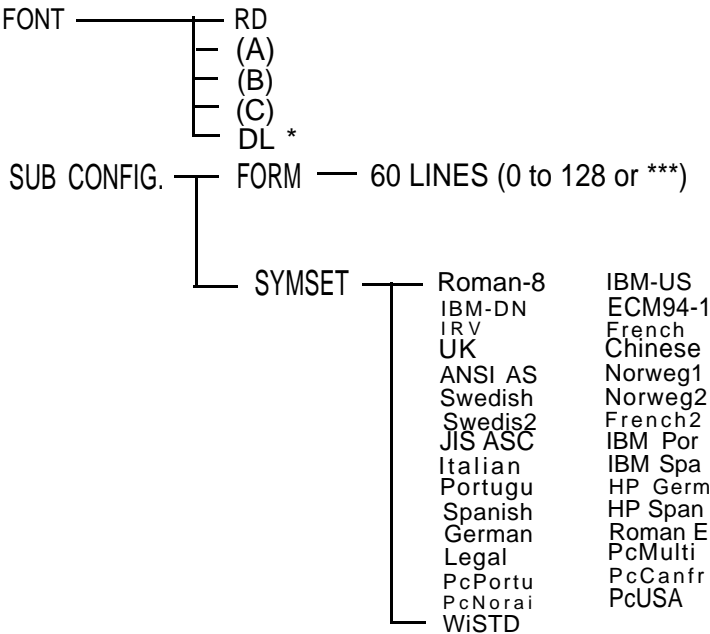 FONT RD
(A)
(B)
(C)
DL *
SUB CONFIG. FORM 60 LINES (0 to 128 or ***)
SYMSET Roman-8 IBM-US
IBM-DN ECM94-1
IRV French
UK Chinese
ANSI AS Norweg1
Swedish Norweg2
Swedis2 French2
JIS ASC IBM Por
Italian IBM Spa
Portugu HP Germ
Spanish HP Span
German Roman E
Legal PcMulti
PcPortu PcCanfr
PcNorai PcUSA
WiSTD